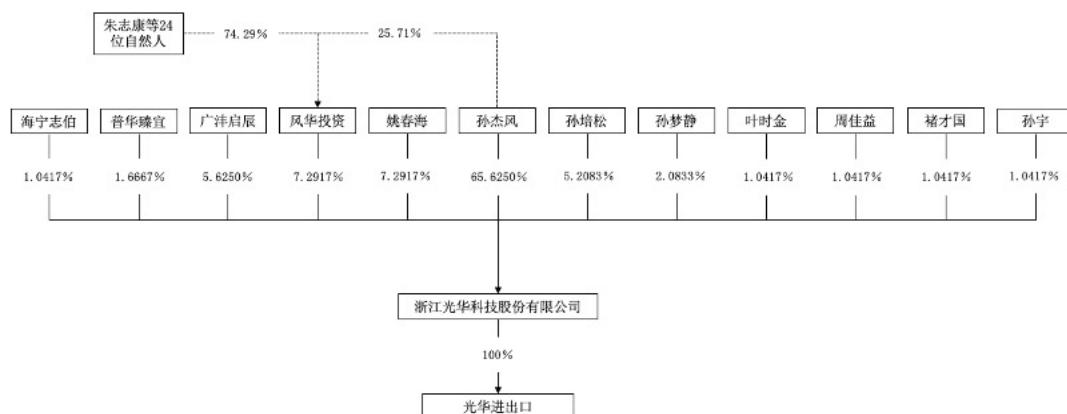 朱志康等24
位自然人
74.29%
25.71%
海宁志伯
普华臻宜
广沣启辰
风华投资
姚春海
孙杰风
孙培松
孙梦静
叶时金
周佳益
褚才国
孙宇
1.0417%
1.6667%
5.6250%
7.2917%
7.2917%
65.6250%
5.2083%
2.0833%
1.0417%
1.0417%
1.0417%
1.0417%
浙江光华科技股份有限公司
100%
光华进出口